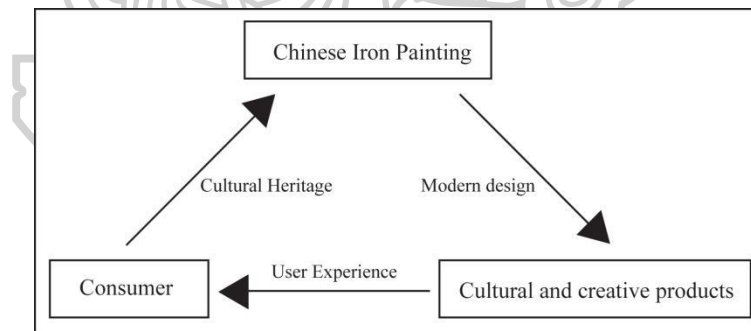 Chinese Iron Painting
Cultural Heritage
Modern design
User Experience
Consumer
Cultural and creative products